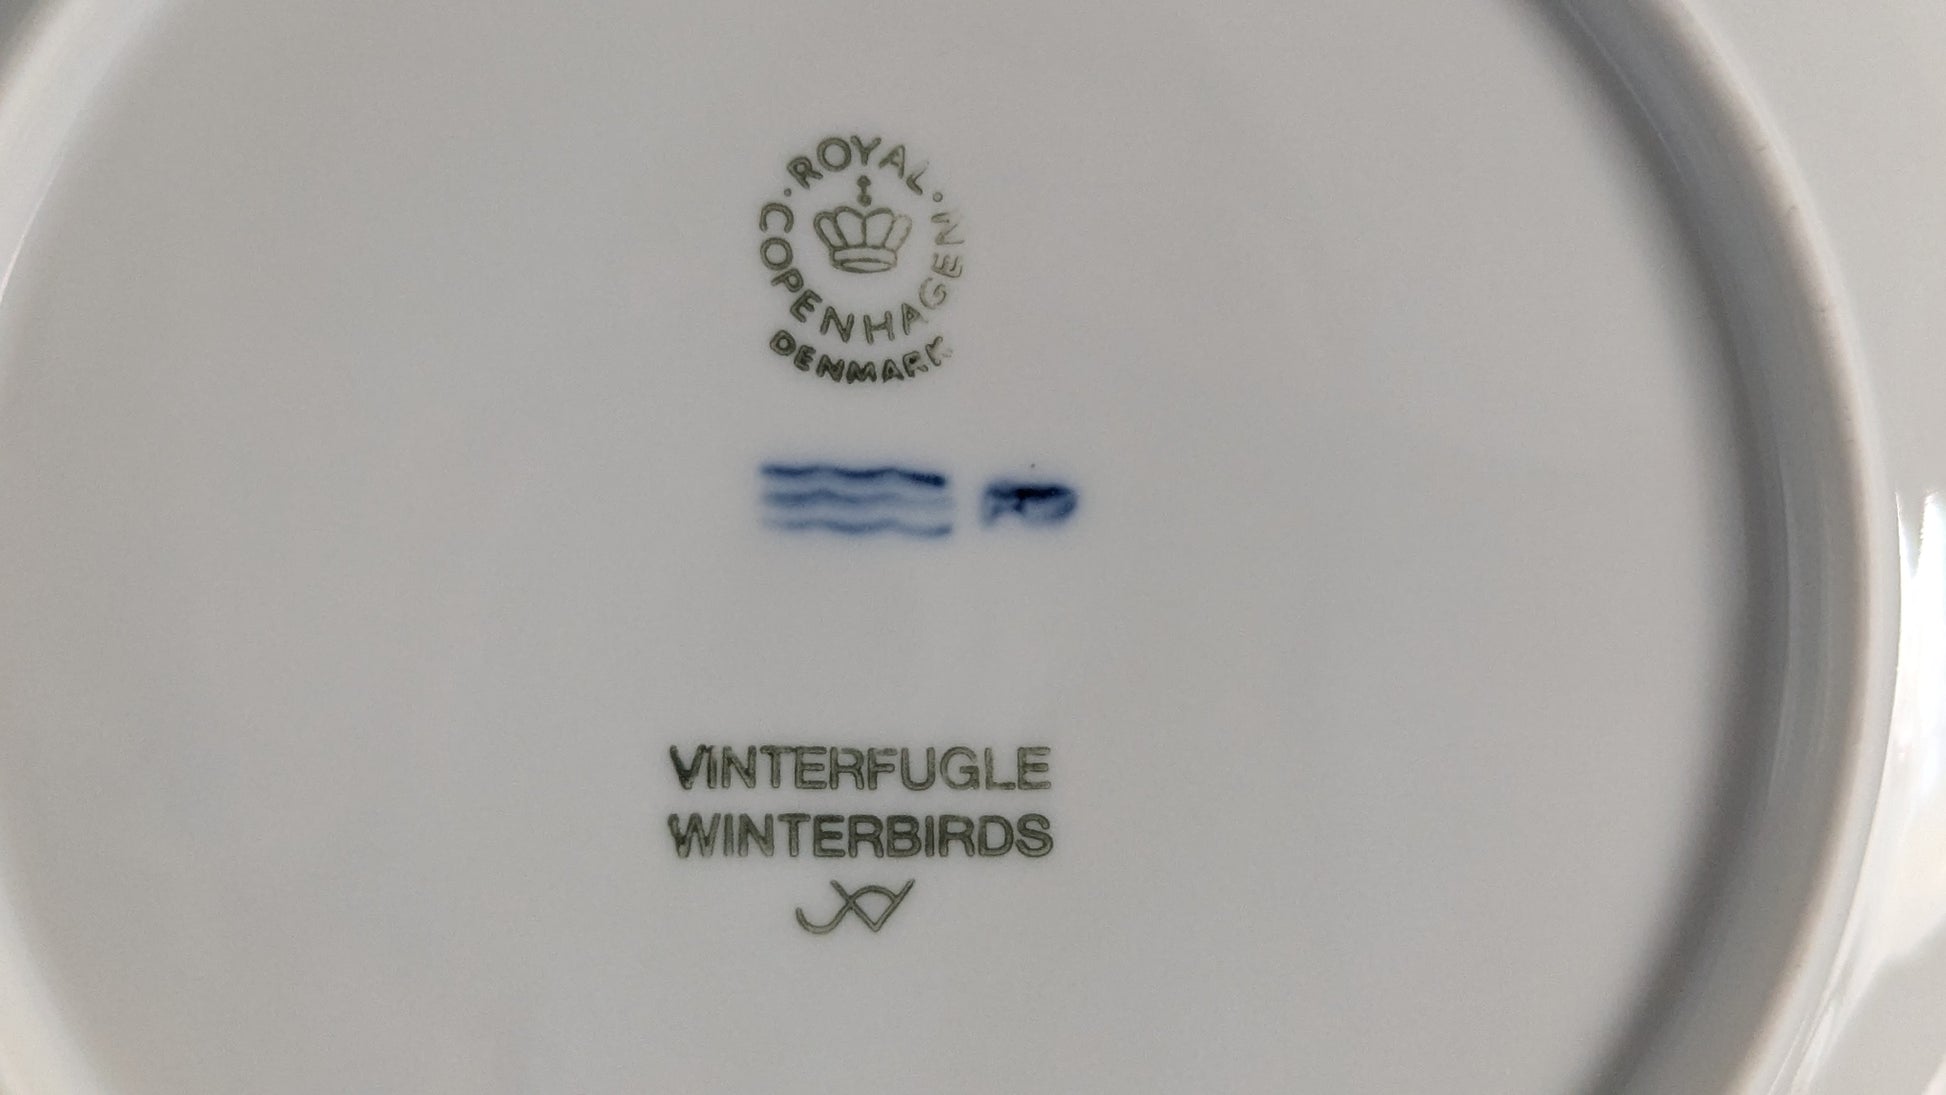 ROYAL
COPENHAGEN
DENMARK
VINTERFUGLE
WINTERBIRDS